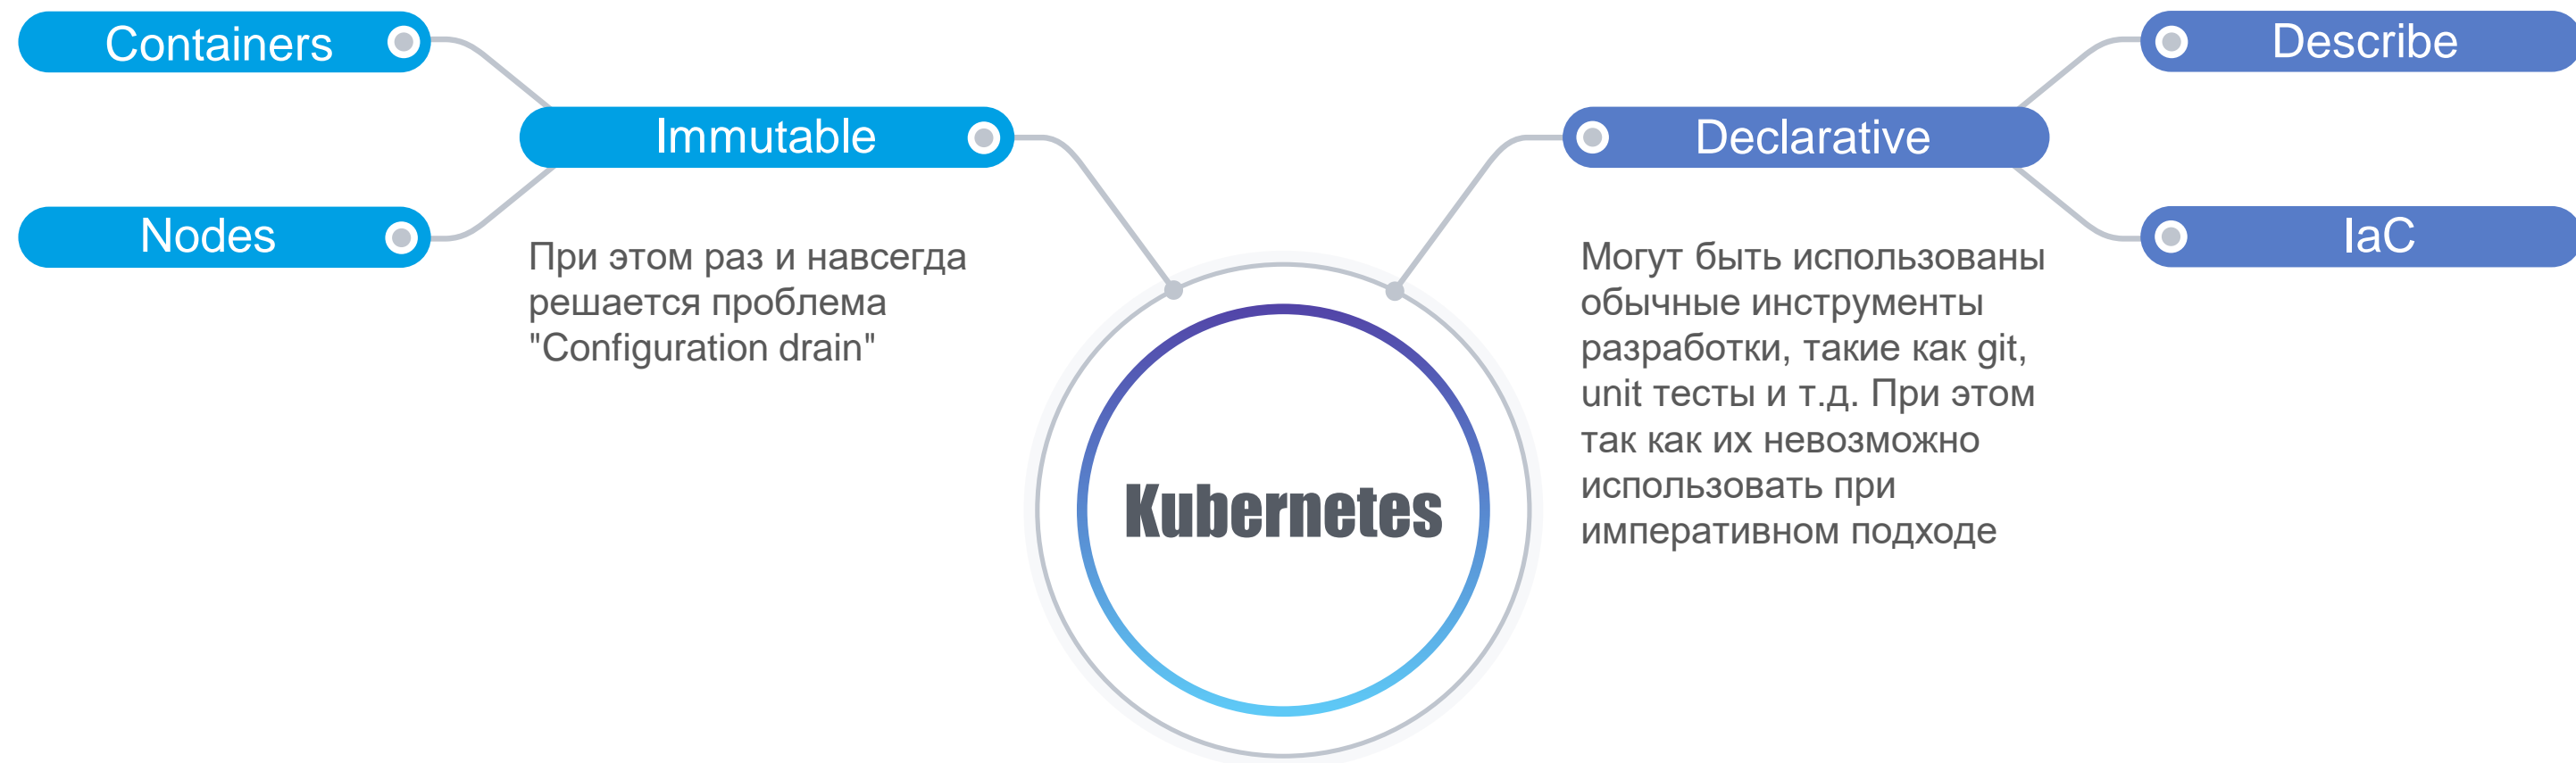 Containers
Immutable
Nodes
При этом раз и навсегда
решается проблема
"Configuration drain"
Kubernetes
Describe
Declarative
IaC
Могут быть использованы
обычные инструменты
разработки, такие как git,
unit тесты и т.д. При этом
так как их невозможно
использовать при
императивном подходе